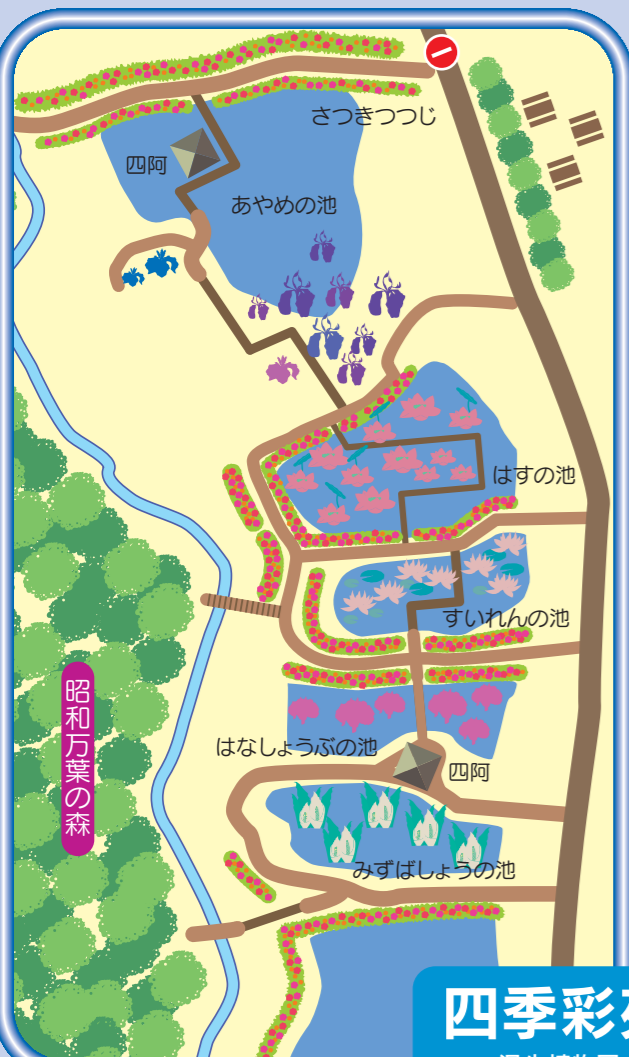 さつきつつじ
四阿
あやめの池
はすの池
すいれんの池
昭和万葉の森
はなしょうぶの池
四阿
みずばしょうの池
四季彩